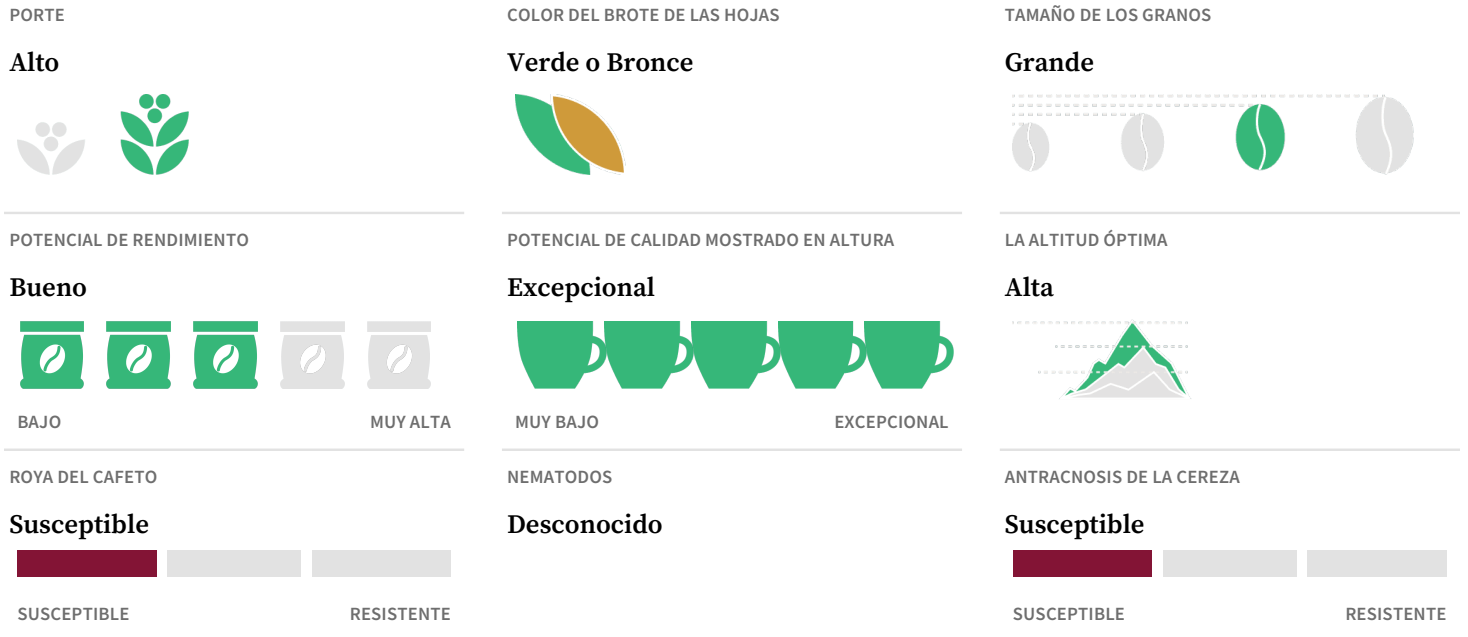 PORTE
Alto
COLOR DEL BROTE DE LAS HOJAS
Verde o Bronce
TAMAÑO DE LOS GRANOS
Grande
POTENCIAL DE RENDIMIENTO
Bueno
BAJO
MUY ALTA
POTENCIAL DE CALIDAD MOSTRADO EN ALTURA
Excepcional
MUY BAJO
EXCEPCIONAL
LA ALTITUD ÓPTIMA
Alta
ROYA DEL CAFETO
Susceptible
SUSCEPTIBLE
RESISTENTE
NEMATODOS
Desconocido
ANTRACNOSIS DE LA CEREZA
Susceptible
SUSCEPTIBLE
RESISTENTE